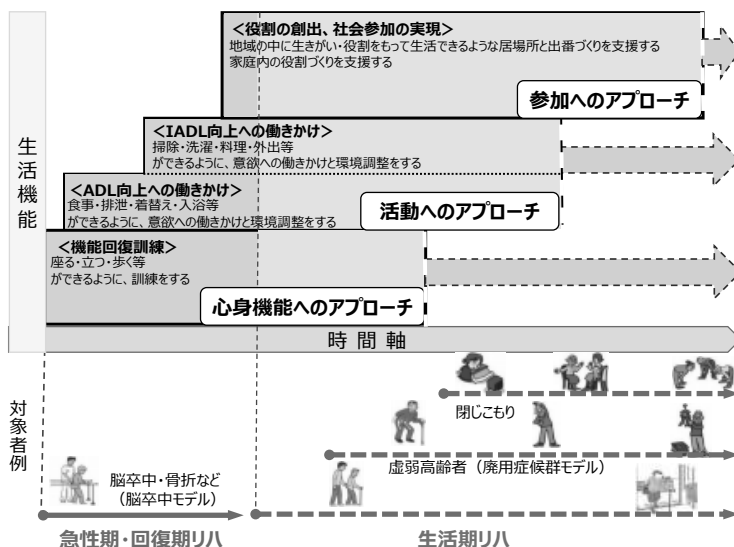 <役割の創出、社会参加の実現>
地域の中に生きがい・役割をもって生活できるような居場所と出番づくりを支援する
家庭内の役割づくりを支援する
参加へのアプローチ
生活機能
<IADL向上への働きかけ>
掃除・洗濯・料理・外出等
ができるように、意欲への働きかけと環境調整をする
<ADL向上への働きかけ>
食事・排泄・着替え・入浴等
ができるように、意欲への働きかけと環境調整をする
活動へのアプローチ
<機能回復訓練>
座る・立つ・歩く等
ができるように、訓練をする
心身機能へのアプローチ
時間軸
対象者例
閉じこもり
虚弱高齢者（廃用症候群モデル）
脳卒中・骨折など
（脳卒中モデル）
急性期・回復期リハ
生活期リハ